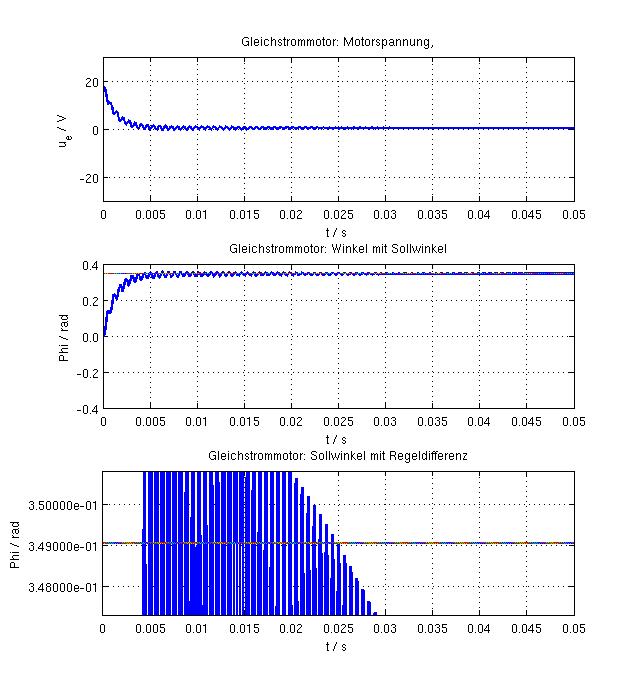 Gleichstrommotor: Motorspannung,
20
0
-20
u_e / V
0 0.005 0.01 0.015 0.02 0.025 0.03 0.035 0.04 0.045 0.05
t / s
Gleichstrommotor: Winkel mit Sollwinkel
0.4
0.2
0.0
-0.2
-0.4
Phi / rad
0 0.005 0.01 0.015 0.02 0.025 0.03 0.035 0.04 0.045 0.05
t / s
Gleichstrommotor: Sollwinkel mit Regeldifferenz
3.50000e-01
3.49000e-01
3.48000e-01
Phi / rad
0 0.005 0.01 0.015 0.02 0.025 0.03 0.035 0.04 0.045 0.05
t / s